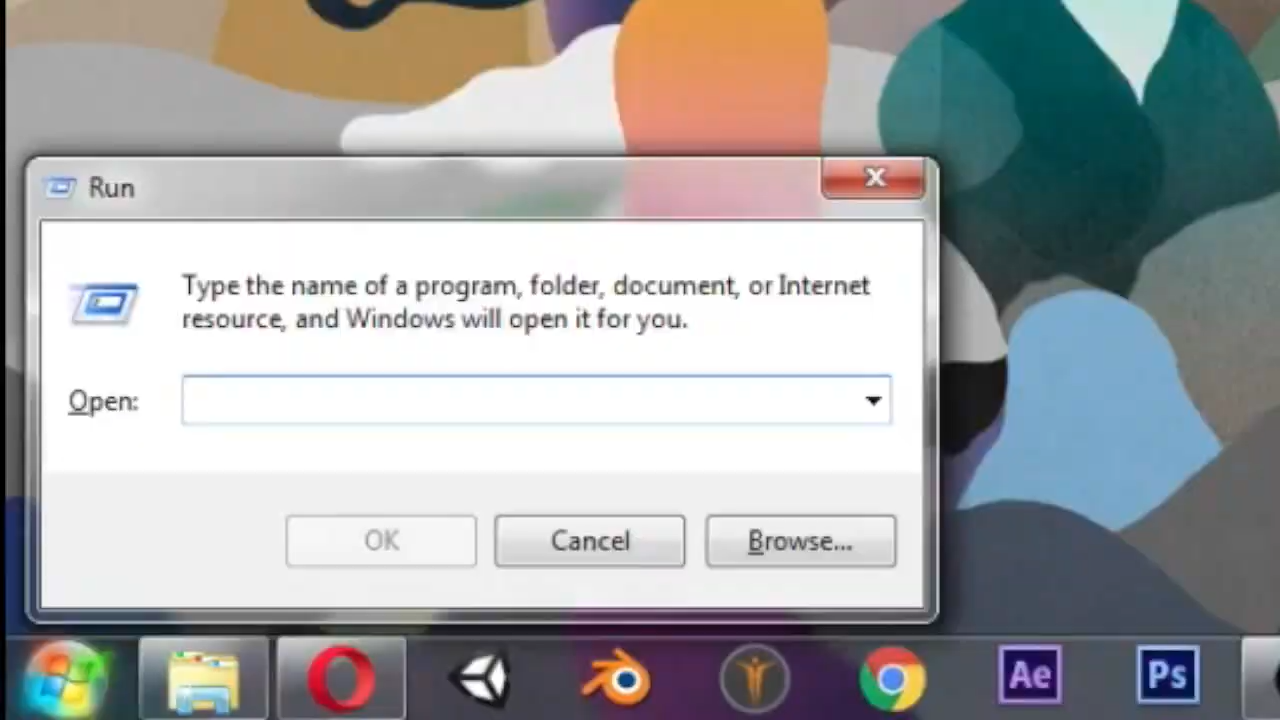 Run
Type the name of a program, folder, document, or Internet
resource, and Windows will open it for you.
Open:
OK
Cancel
Browse...
Ae
Ps